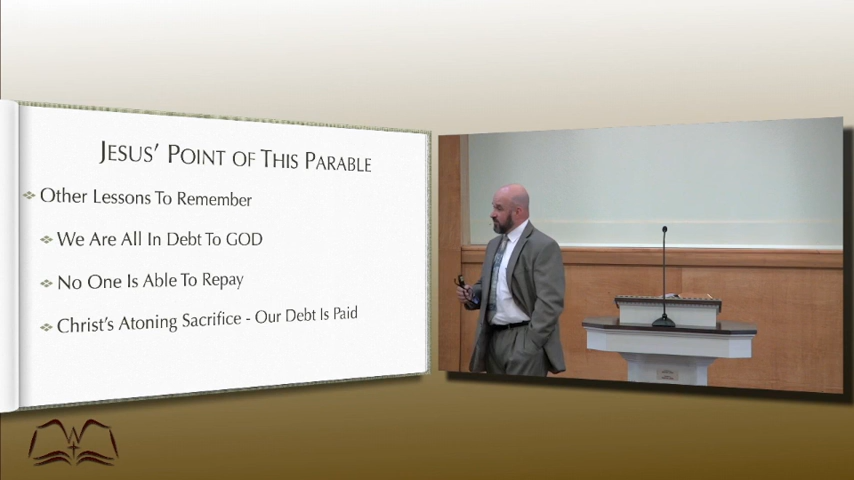 JESUS' POINT OF THIS PARABLE
Other Lessons To Remember
We Are All In Debt To GOD
No One Is Able To Repay
Christ's Atoning Sacrifice - Our Debt Is Paid